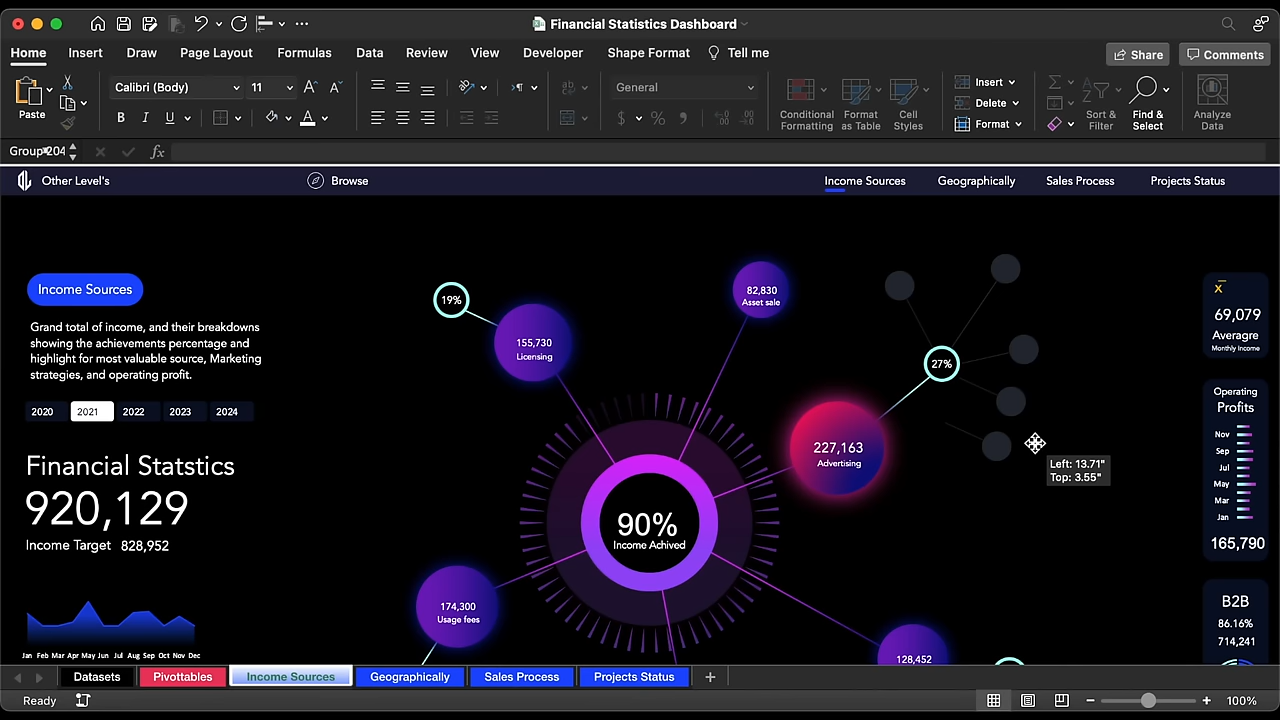 Financial Statistics Dashboard
Home
Insert
Draw
Page Layout
Formulas
Data
Review
View
Developer
Shape Format
Tell me
Share
Comments
Paste
Calibri (Body)
11
General
Conditional
Formatting
Format
as Table
Cell
Styles
Insert
Delete
Format
Sort &
Filter
Find &
Select
Analyze
Data
fx
Other Level's
Browse
Income Sources
Geographically
Sales Process
Projects Status
Income Sources
Grand total of income, and their breakdowns
showing the achievements percentage and
highlight for most valuable source, Marketing
strategies, and operating profit.
2020
2021
2022
2023
2024
Financial Statstics
920,129
Income Target 828,952
Jan Feb Mar Apr May Jun Jul Aug Sep Oct Nov Dec
19%
155,730
Licensing
82,830
Asset sale
27%
227,163
Advertising
90%
Income Achived
174,300
Usage fees
128,452
Left: 13.71"
Top: 3.55"
69,079
Averagre
Monthly Income
Operating
Profits
Nov
Sep
Jul
May
Mar
Jan
165,790
B2B
86.16%
714,241
Datasets
Pivottables
Income Sources
Geographically
Sales Process
Projects Status
Ready
100%